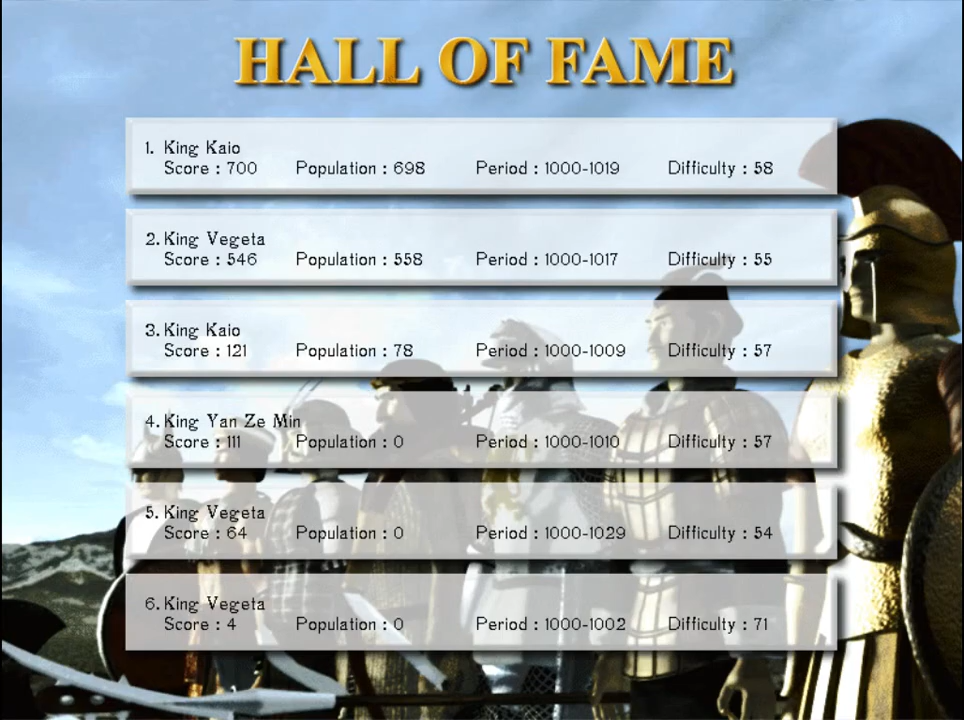 HALL OF FAME
1. King Kaio
Score : 700 Population : 698 Period : 1000-1019 Difficulty : 58
2. King Vegeta
Score : 546 Population : 558 Period : 1000-1017 Difficulty : 55
3. King Kaio
Score : 121 Population : 78 Period : 1000-1009 Difficulty : 57
4. King Yan Ze Min
Score : 111 Population : 0 Period : 1000-1010 Difficulty : 57
5. King Vegeta
Score : 64 Population : 0 Period : 1000-1029 Difficulty : 54
6. King Vegeta
Score : 4 Population : 0 Period : 1000-1002 Difficulty : 71